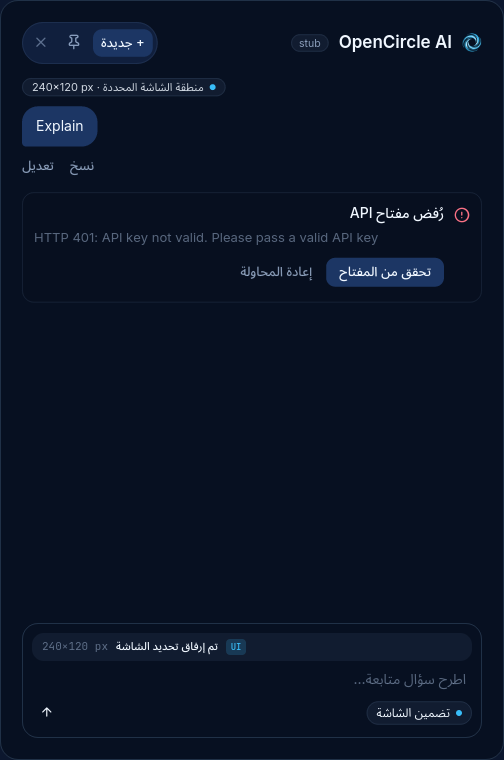 OpenCircle AI stub
+ جديدة
منطقة الشاشة المحددة · 240×120 px
Explain
نسخ تعديل
رُفض مفتاح API
HTTP 401: API key not valid. Please pass a valid API key
تحقق من المفتاح إعادة المحاولة
UI تم إرفاق تحديد الشاشة 240×120 px
اطرح سؤال متابعة...
تضمين الشاشة